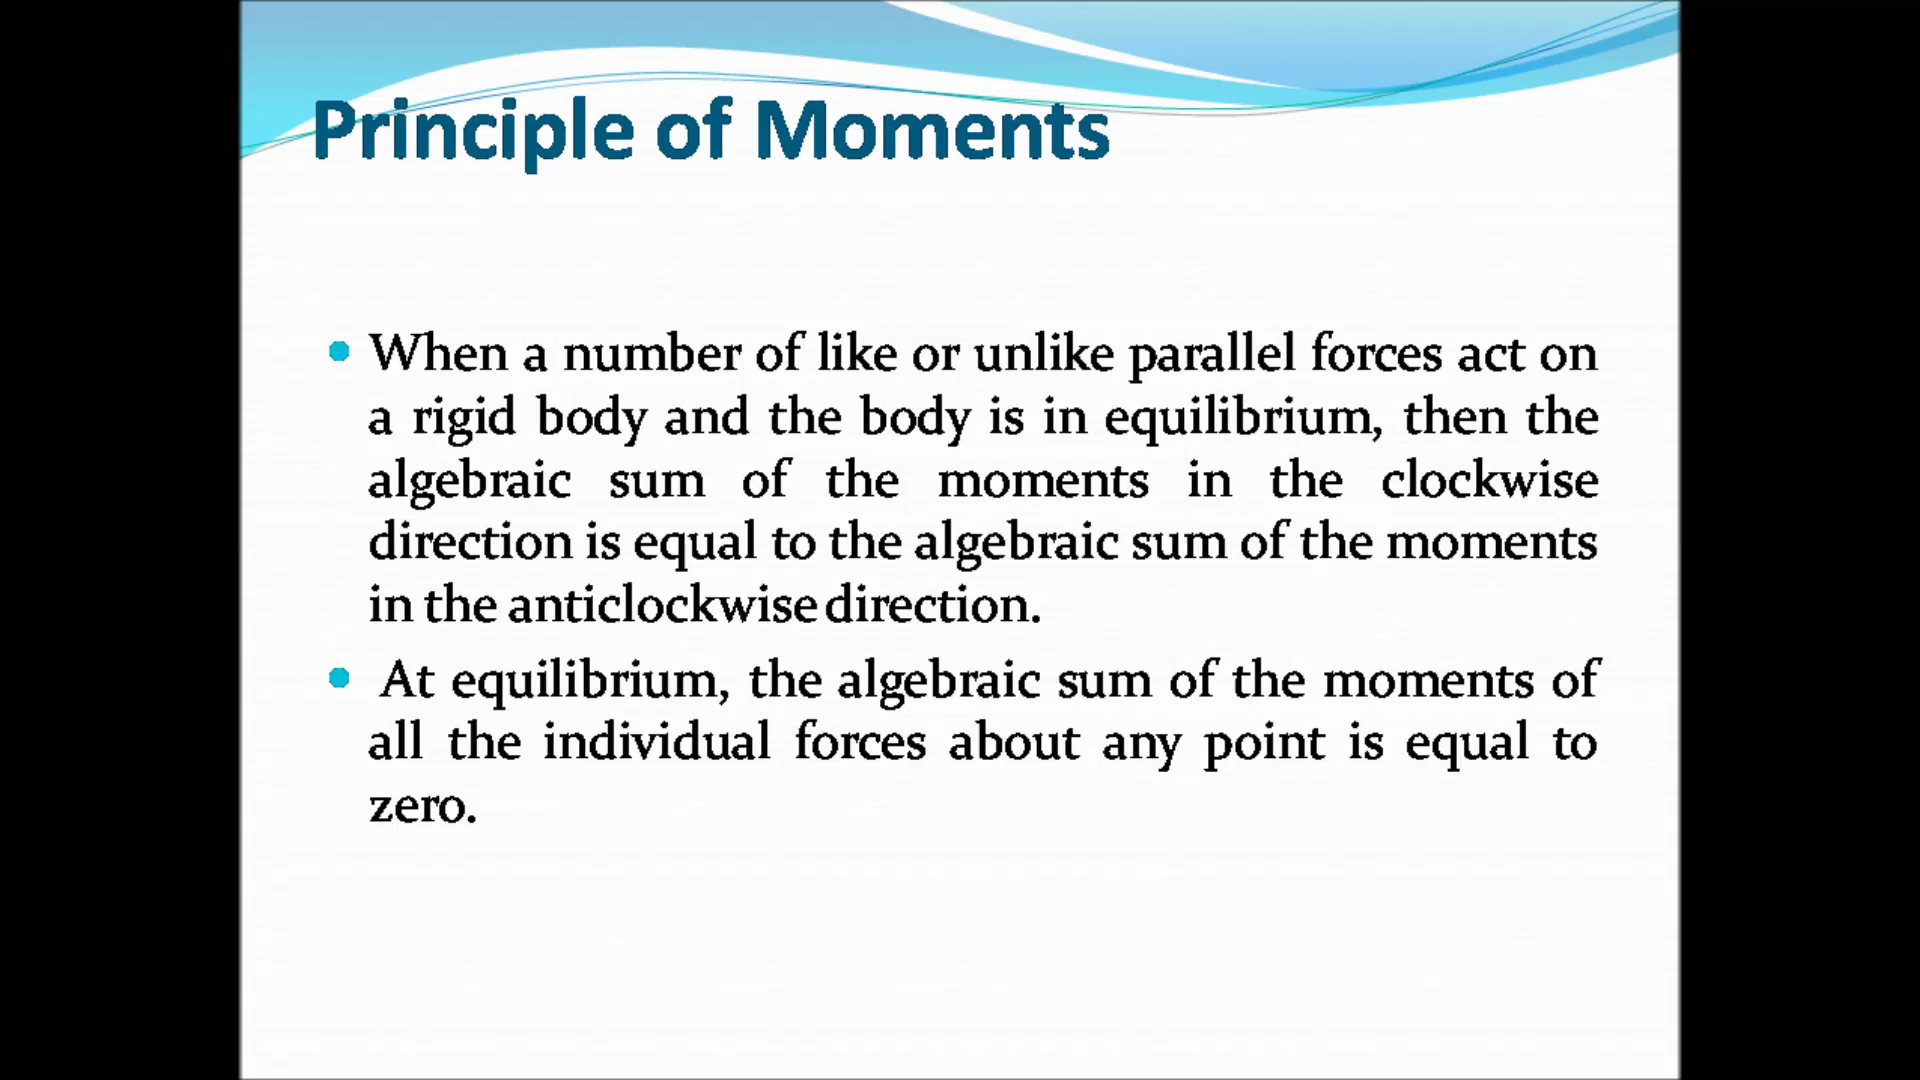 Principle of Moments
When a number of like or unlike parallel forces act on
a rigid body and the body is in equilibrium, then the
algebraic sum of the moments in the clockwise
direction is equal to the algebraic sum of the moments
in the anticlockwise direction.
At equilibrium, the algebraic sum of the moments of
all the individual forces about any point is equal to
zero.